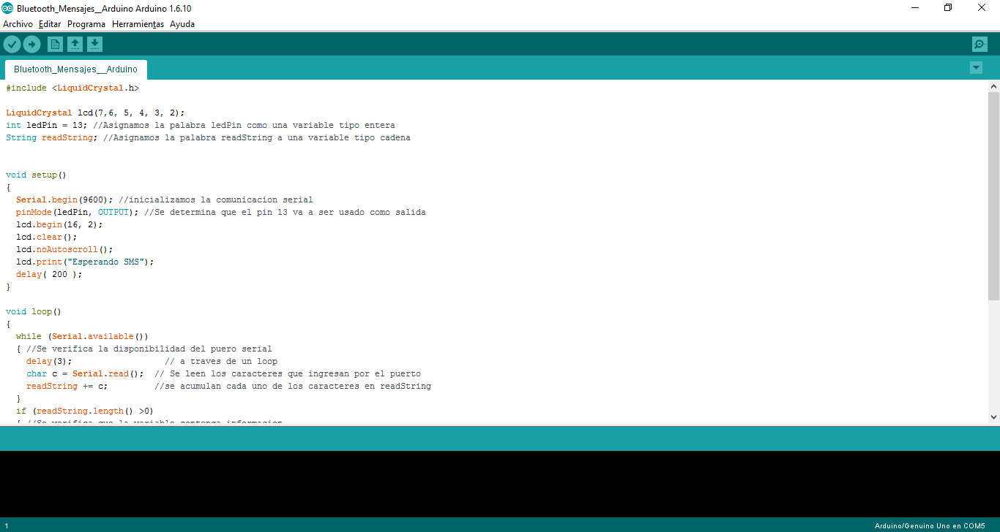 Bluetooth_Mensajes__Arduino Arduino 1.6.10
Archivo Editar Programa Herramientas Ayuda
Bluetooth_Mensajes__Arduino
#include <LiquidCrystal.h>
LiquidCrystal lcd(7,6, 5, 4, 3, 2);
int ledPin = 13; //Asignamos la palabra ledPin como una variable tipo entera
String readString; //Asignamos la palabra readString a una variable tipo cadena
void setup()
{
Serial.begin(9600); //inicializamos la comunicacion serial
pinMode(ledPin, OUTPUT); //Se determina que el pin 13 va a ser usado como salida
lcd.begin(16, 2);
lcd.clear();
lcd.noAutoscroll();
lcd.print("Esperando SMS");
delay( 200 );
}
void loop()
{
while (Serial.available())
{ //Se verifica la disponibilidad del puero serial
delay(3); // a traves de un loop
char c = Serial.read(); // Se leen los caracteres que ingresan por el puerto
readString += c; //se acumulan cada uno de los caracteres en readString
}
if (readString.length() >0)
{ //Se verifica que la variable contenga informacion
1
Arduino/Genuino Uno en COM5